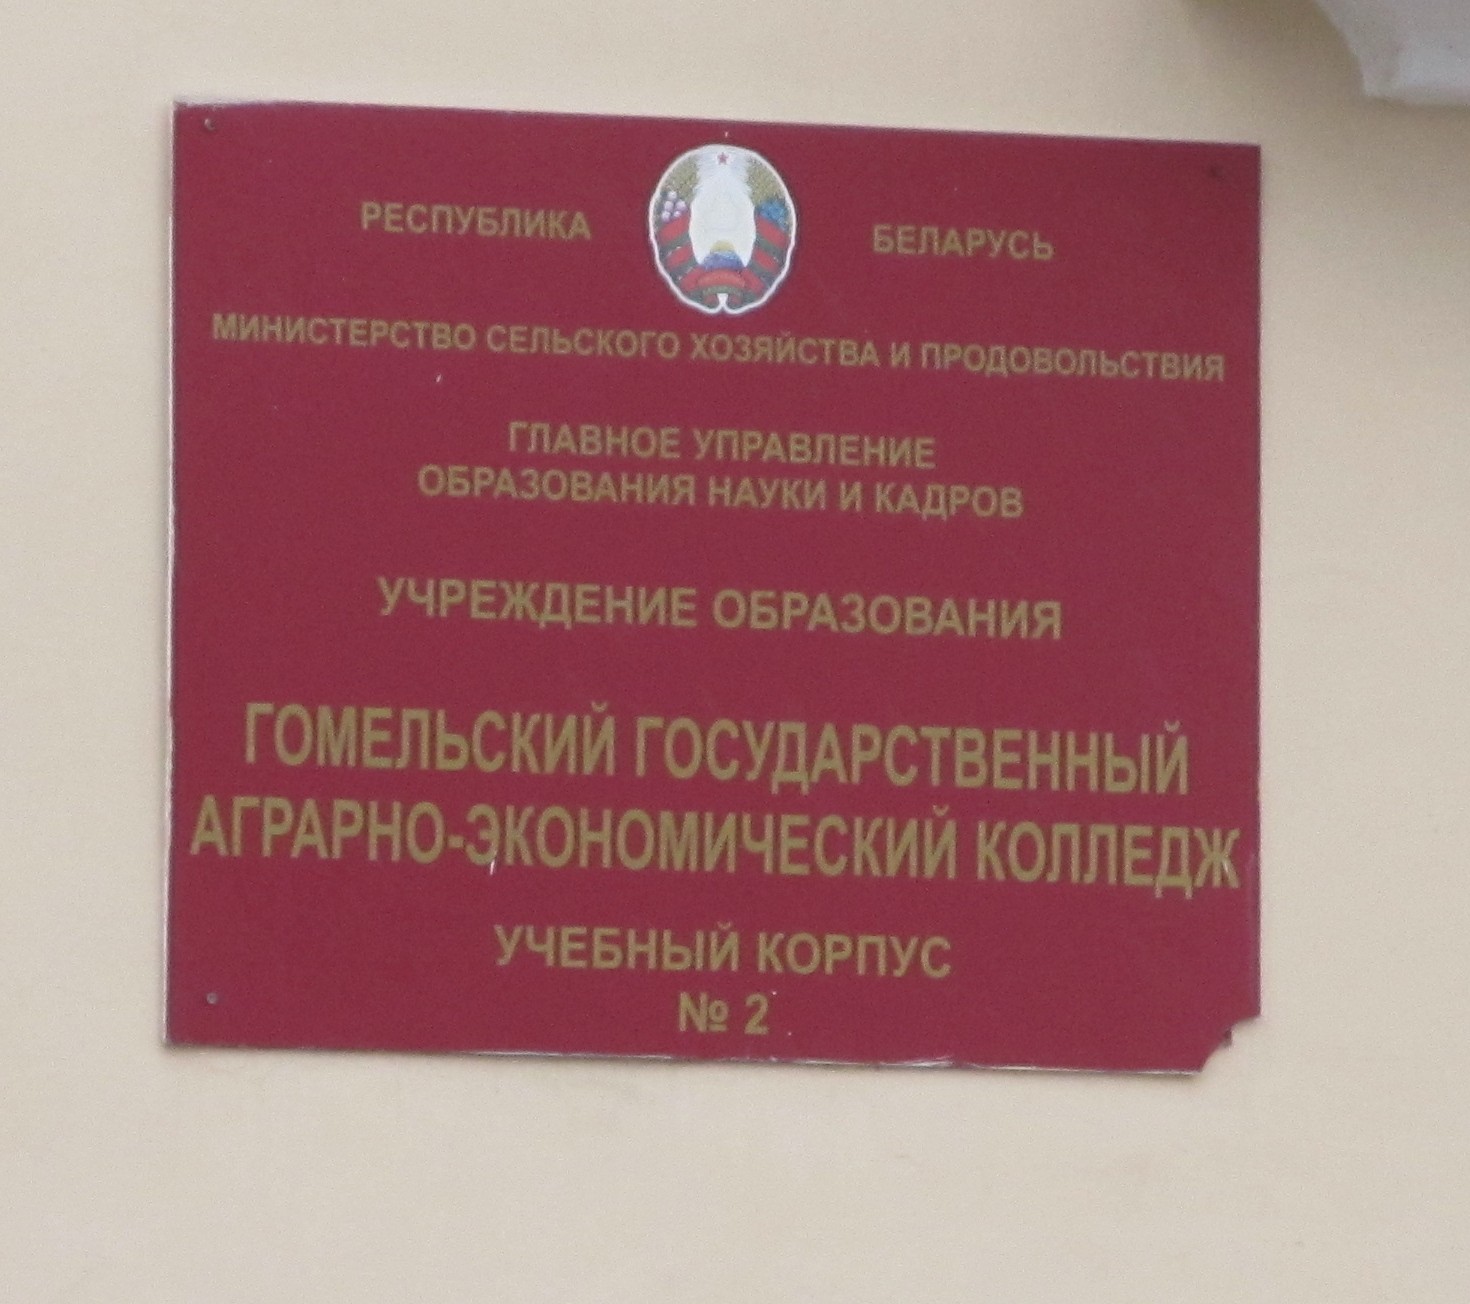 РЕСПУБЛИКА БЕЛАРУСЬ
МИНИСТЕРСТВО СЕЛЬСКОГО ХОЗЯЙСТВА И ПРОДОВОЛЬСТВИЯ
ГЛАВНОЕ УПРАВЛЕНИЕ
ОБРАЗОВАНИЯ НАУКИ И КАДРОВ
УЧРЕЖДЕНИЕ ОБРАЗОВАНИЯ
ГОМЕЛЬСКИЙ ГОСУДАРСТВЕННЫЙ
АГРАРНО-ЭКОНОМИЧЕСКИЙ КОЛЛЕДЖ
УЧЕБНЫЙ КОРПУС
№ 2